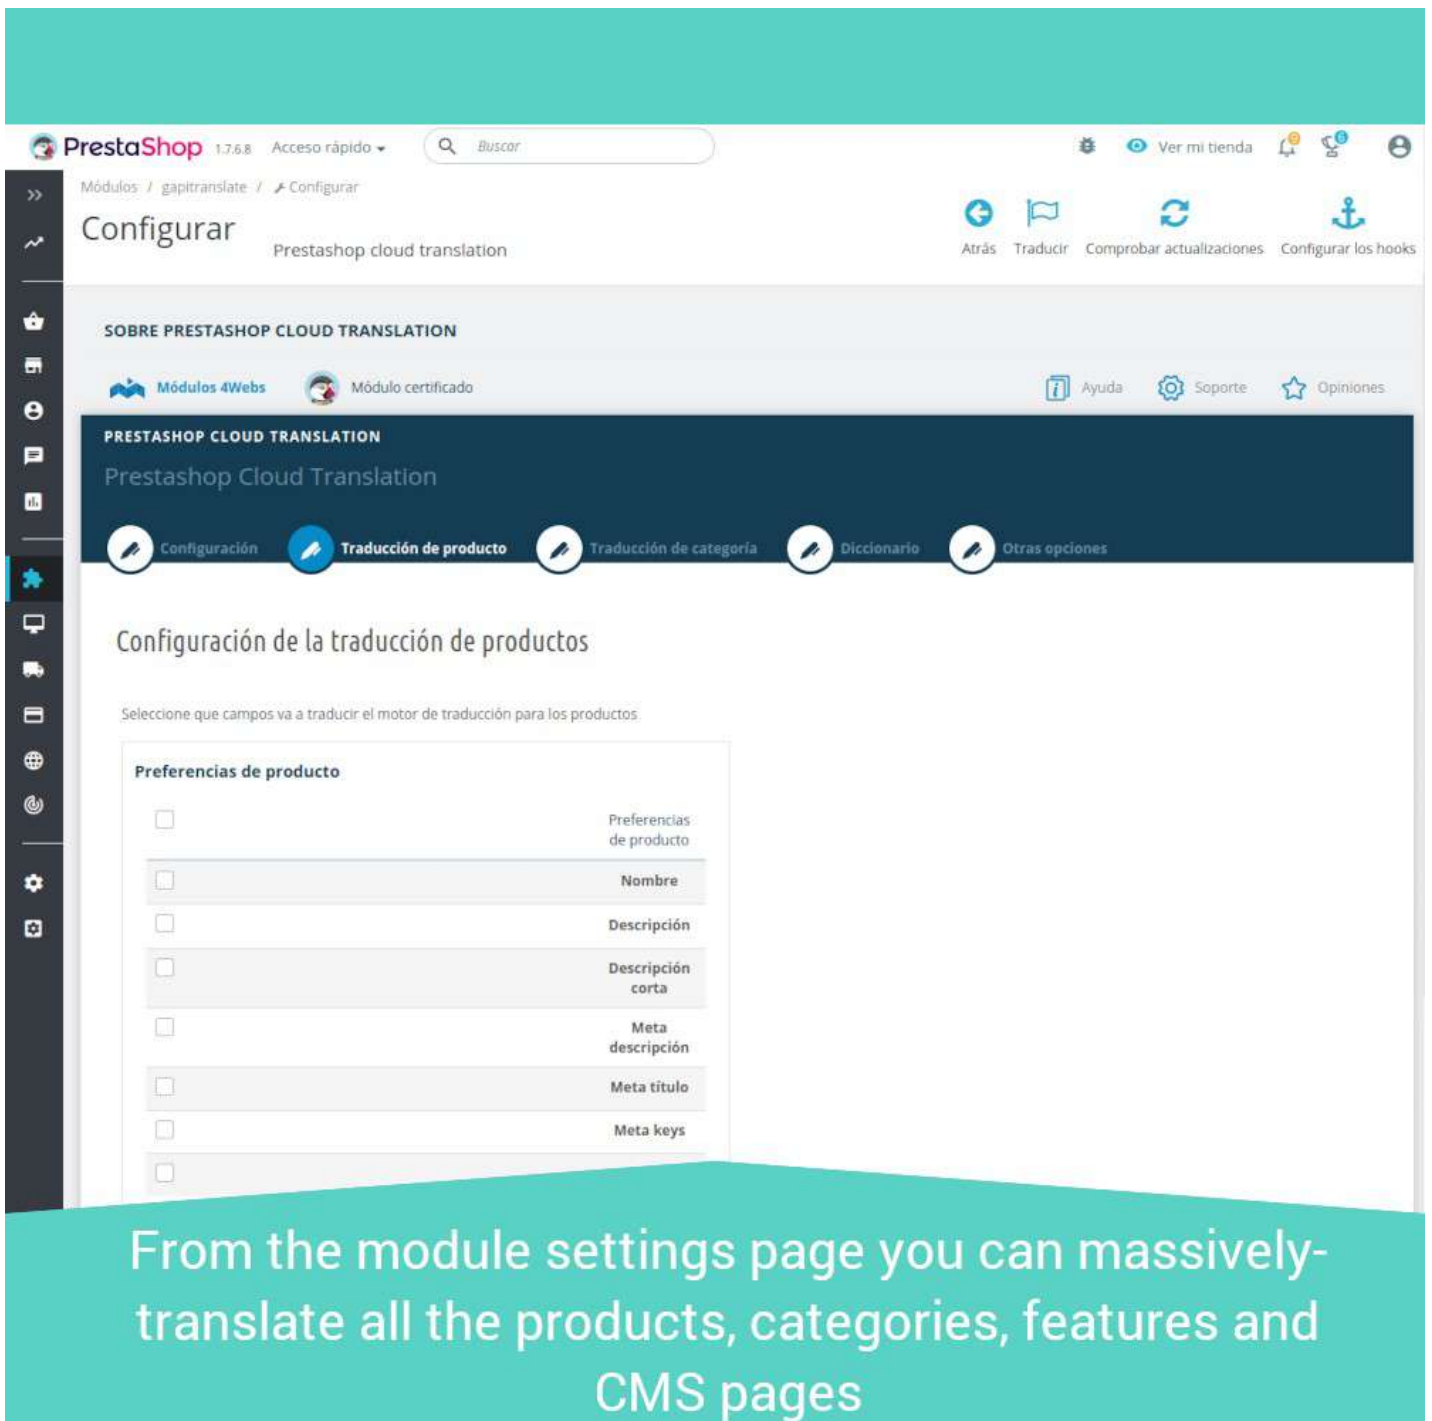 PrestaShop 1.7.6.8 Acceso rápido Buscar Ver mi tienda 6
Módulos / gapitranslate / Configurar
Configurar
Prestashop cloud translation
Atrás Traducir Comprobar actualizaciones Configurar los hooks
SOBRE PRESTASHOP CLOUD TRANSLATION
Módulos 4Webs Módulo certificado Ayuda Soporte Opiniones
PRESTASHOP CLOUD TRANSLATION
Prestashop Cloud Translation
Configuración Traducción de producto Traducción de categoría Diccionario Otras opciones
Configuración de la traducción de productos
Seleccione que campos va a traducir el motor de traducción para los productos
Preferencias de producto
Preferencias
de producto
Nombre
Descripción
Descripción
corta
Meta
descripción
Meta título
Meta keys
From the module settings page you can massively-
translate all the products, categories, features and
CMS pages